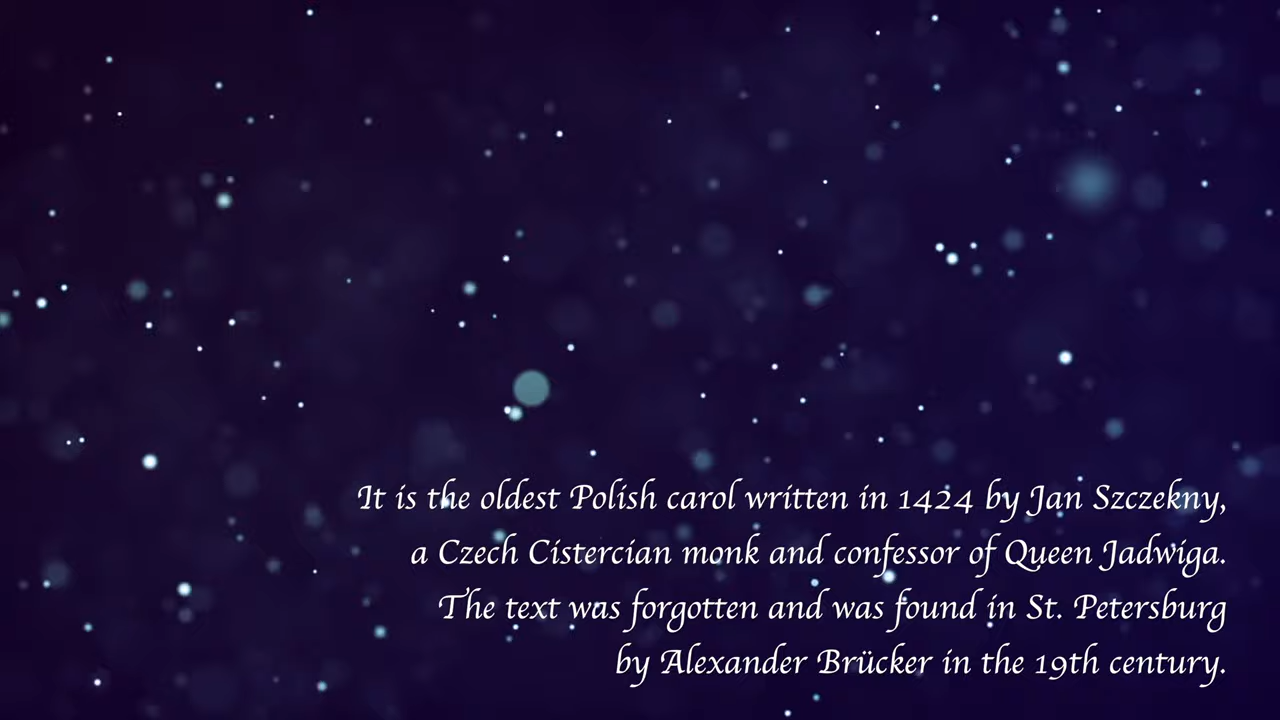 It is the oldest Polish carol written in 1424 by Jan Szczekny,
a Czech Cistercian monk and confessor of Queen Jadwiga.
The text was forgotten and was found in St. Petersburg
by Alexander Brücker in the 19th century.